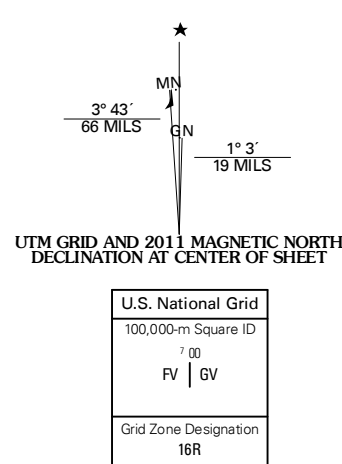 ★
MN
3° 43´
66 MILS
GN
1° 3´
19 MILS
UTM GRID AND 2011 MAGNETIC NORTH
DECLINATION AT CENTER OF SHEET
U.S. National Grid
100,000-m Square ID
7 00
FV | GV
Grid Zone Designation
16R